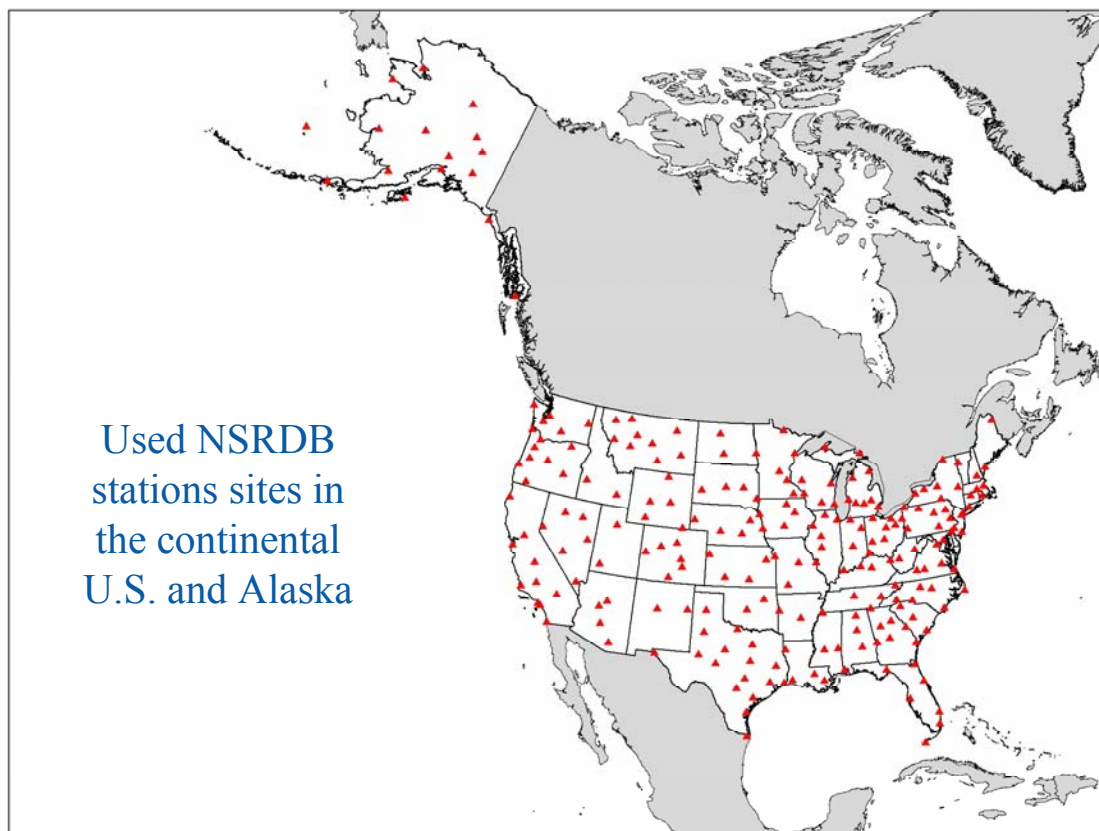 Used NSRDB
stations sites in
the continental
U.S. and Alaska